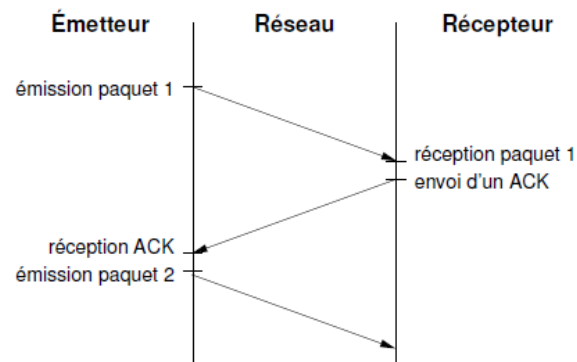 Émetteur Réseau Récepteur
émission paquet 1
réception paquet 1
envoi d'un ACK
réception ACK
émission paquet 2